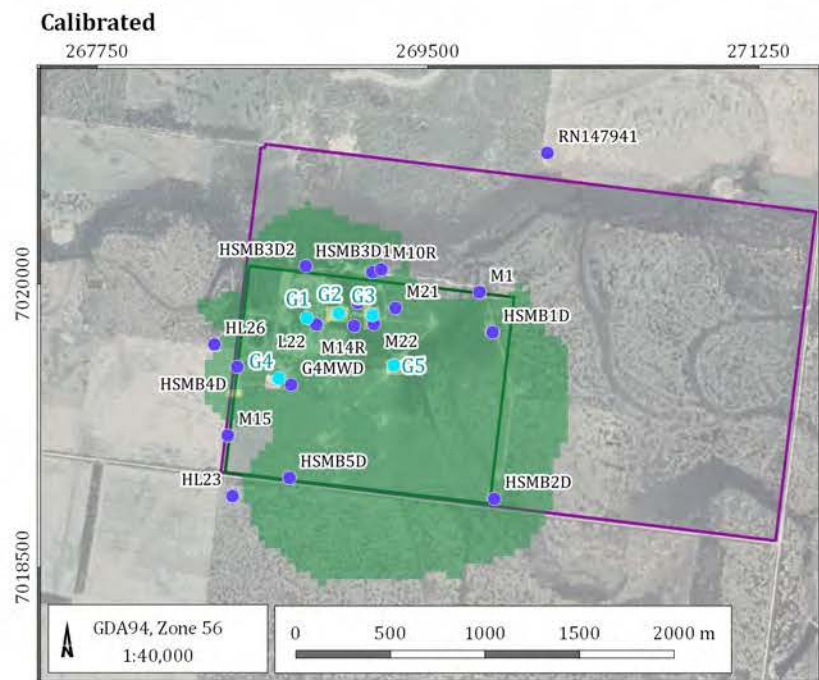 Calibrated
267750 269500 271250
RN147941
HSMB3D2 HSMB3D1 M10R
7020000
M1
G1 G2 G3 M21
HSMB1D
HL26
L22 M14R M22
G4 G4MWD G5
HSMB4D
M15
HSMB5D
HL23
HSMB2D
7018500
GDA94, Zone 56
1:40,000
0 500 1000 1500 2000 m